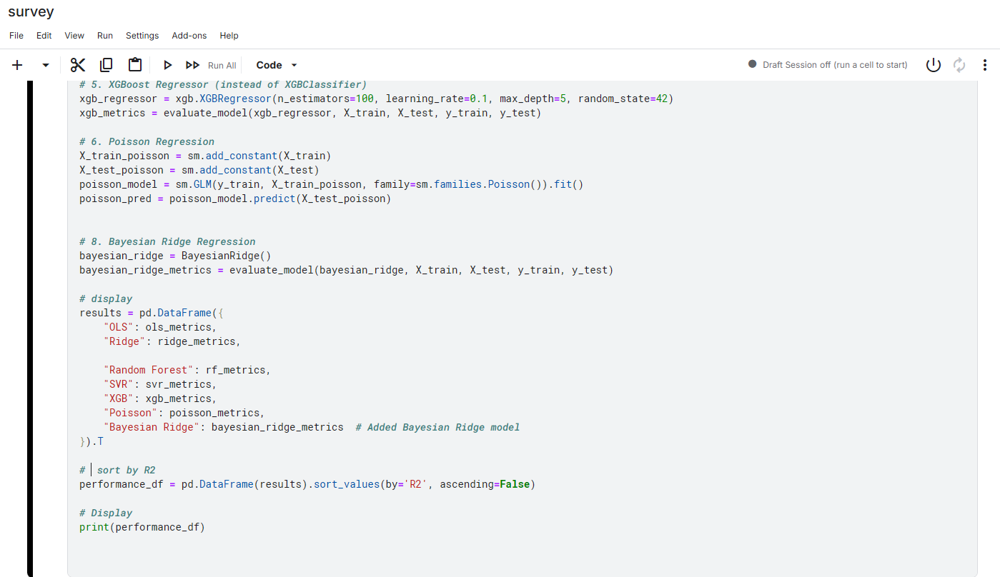 survey
File Edit View Run Settings Add-ons Help
Run All Code Draft Session off (run a cell to start)
# 5. XGBoost Regressor (instead of XGBClassifier)
xgb_regressor = xgb.XGBRegressor(n_estimators=100, learning_rate=0.1, max_depth=5, random_state=42)
xgb_metrics = evaluate_model(xgb_regressor, X_train, X_test, y_train, y_test)
# 6. Poisson Regression
X_train_poisson = sm.add_constant(X_train)
X_test_poisson = sm.add_constant(X_test)
poisson_model = sm.GLM(y_train, X_train_poisson, family=sm.families.Poisson()).fit()
poisson_pred = poisson_model.predict(X_test_poisson)
# 8. Bayesian Ridge Regression
bayesian_ridge = BayesianRidge()
bayesian_ridge_metrics = evaluate_model(bayesian_ridge, X_train, X_test, y_train, y_test)
# display
results = pd.DataFrame({
    "OLS": ols_metrics,
    "Ridge": ridge_metrics,
    "Random Forest": rf_metrics,
    "SVR": svr_metrics,
    "XGB": xgb_metrics,
    "Poisson": poisson_metrics,
    "Bayesian Ridge": bayesian_ridge_metrics  # Added Bayesian Ridge model
}).T
#  sort by R2
performance_df = pd.DataFrame(results).sort_values(by='R2', ascending=False)
# Display
print(performance_df)